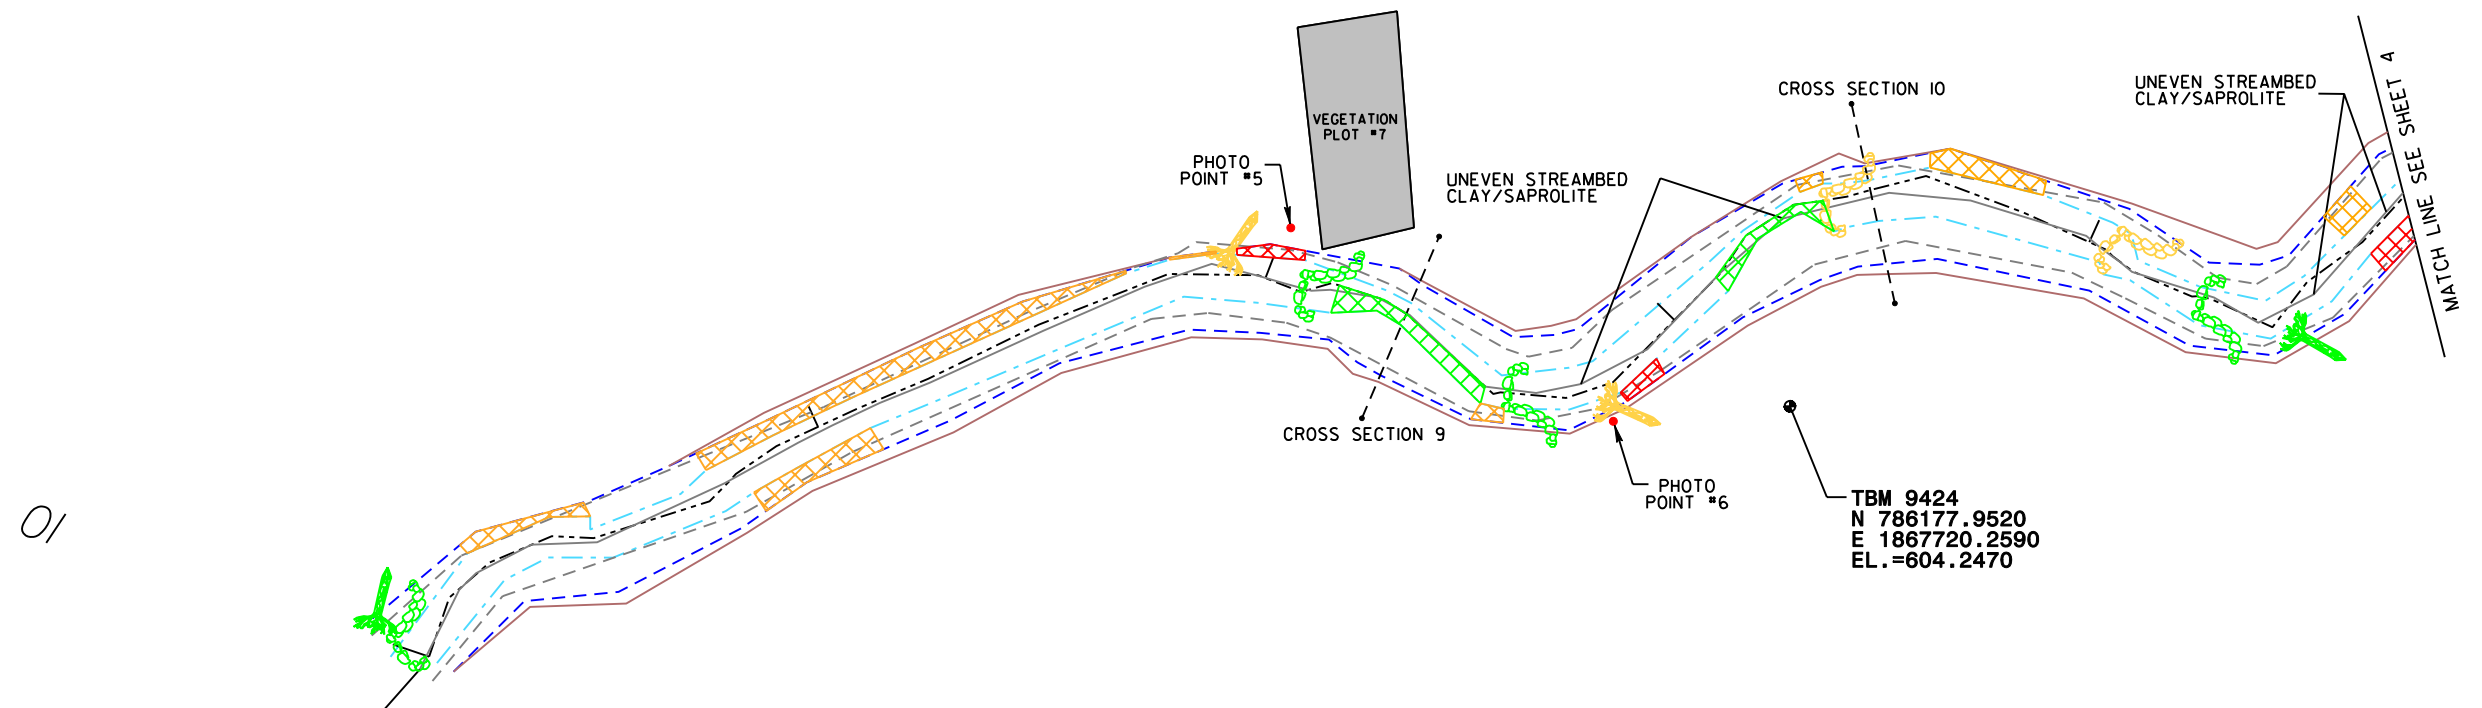 CROSS SECTION 10
UNEVEN STREAMBED
CLAY/SAPROLITE
MATCH LINE SEE SHEET 4
VEGETATION
PLOT #7
PHOTO
POINT #5
UNEVEN STREAMBED
CLAY/SAPROLITE
CROSS SECTION 9
PHOTO
POINT #6
TBM 9424
N 786177.9520
E 1867720.2590
EL.=604.2470